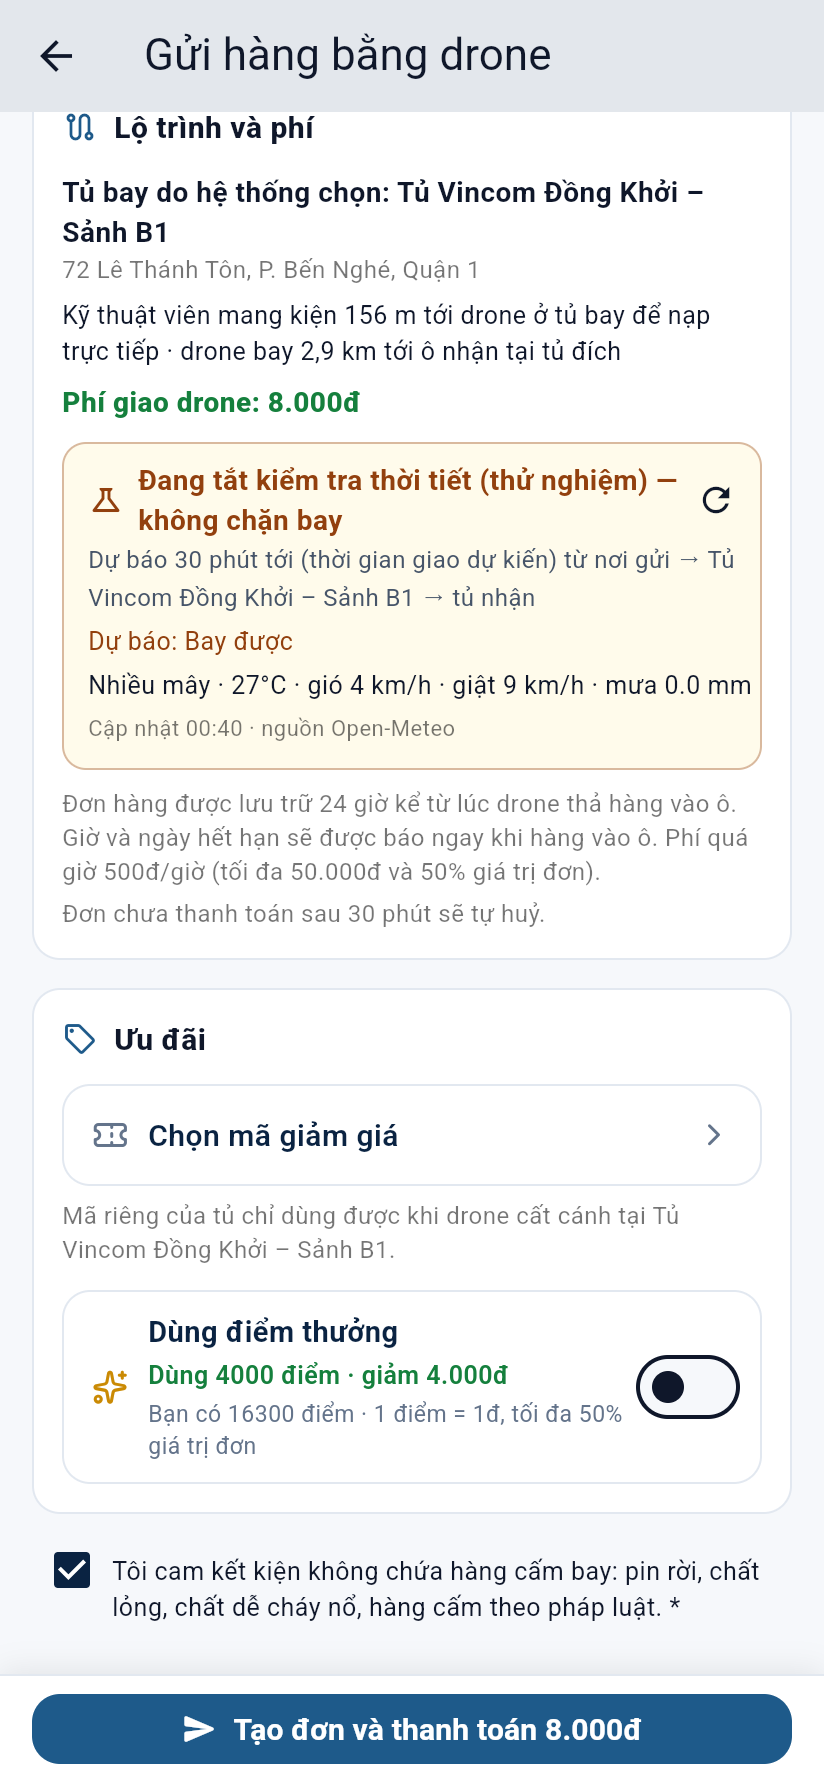 Gửi hàng bằng drone
Lộ trình và phí
Tủ bay do hệ thống chọn: Tủ Vincom Đồng Khởi –
Sảnh B1
72 Lê Thánh Tôn, P. Bến Nghé, Quận 1
Kỹ thuật viên mang kiện 156 m tới drone ở tủ bay để nạp
trực tiếp · drone bay 2,9 km tới ô nhận tại tủ đích
Phí giao drone: 8.000đ
Đang tắt kiểm tra thời tiết (thử nghiệm) —
không chặn bay
Dự báo 30 phút tới (thời gian giao dự kiến) từ nơi gửi → Tủ
Vincom Đồng Khởi – Sảnh B1 → tủ nhận
Dự báo: Bay được
Nhiều mây · 27°C · gió 4 km/h · giật 9 km/h · mưa 0.0 mm
Cập nhật 00:40 · nguồn Open-Meteo
Đơn hàng được lưu trữ 24 giờ kể từ lúc drone thả hàng vào ô.
Giờ và ngày hết hạn sẽ được báo ngay khi hàng vào ô. Phí quá
giờ 500đ/giờ (tối đa 50.000đ và 50% giá trị đơn).
Đơn chưa thanh toán sau 30 phút sẽ tự huỷ.
Ưu đãi
Chọn mã giảm giá
Mã riêng của tủ chỉ dùng được khi drone cất cánh tại Tủ
Vincom Đồng Khởi – Sảnh B1.
Dùng điểm thưởng
Dùng 4000 điểm · giảm 4.000đ
Bạn có 16300 điểm · 1 điểm = 1đ, tối đa 50%
giá trị đơn
Tôi cam kết kiện không chứa hàng cấm bay: pin rời, chất
lỏng, chất dễ cháy nổ, hàng cấm theo pháp luật. *
Tạo đơn và thanh toán 8.000đ